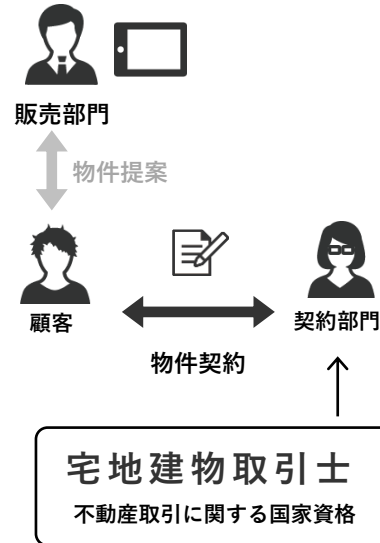 販売部門
物件提案
顧客
契約部門
物件契約
宅地建物取引士
不動産取引に関する国家資格